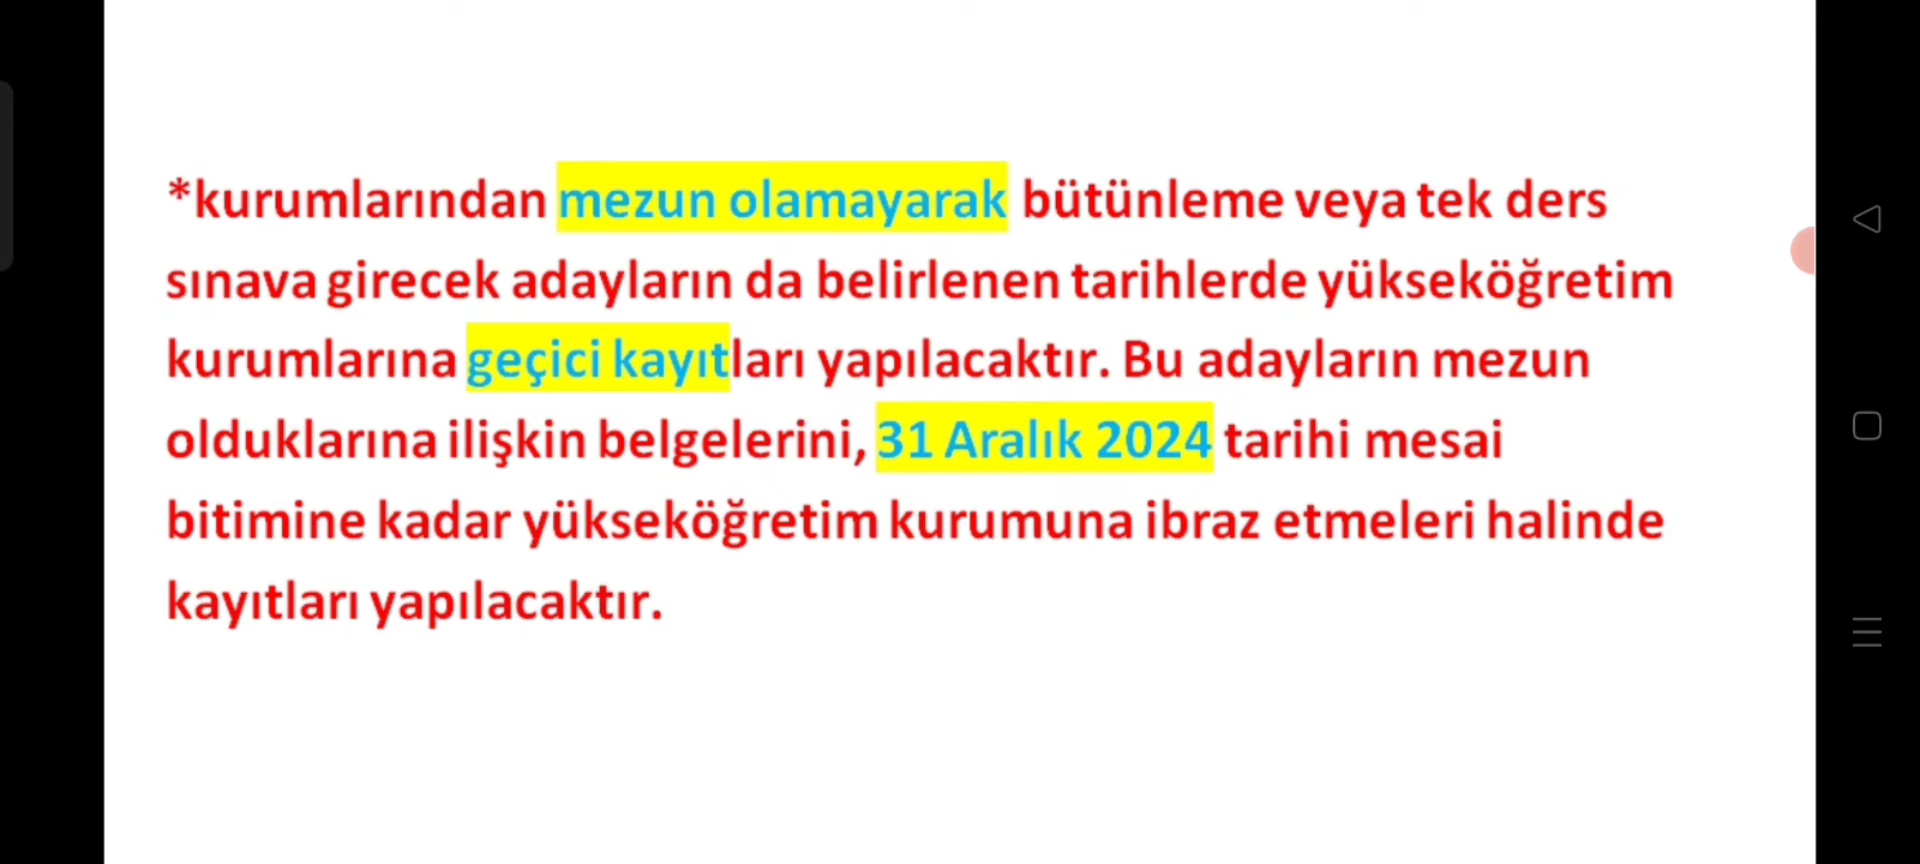 *kurumlarından mezun olamayarak bütünleme veya tek ders
sınava girecek adayların da belirlenen tarihlerde yükseköğretim
kurumlarına geçici kayıtları yapılacaktır. Bu adayların mezun
olduklarına ilişkin belgelerini, 31 Aralık 2024 tarihi mesai
bitimine kadar yükseköğretim kurumuna ibraz etmeleri halinde
kayıtları yapılacaktır.